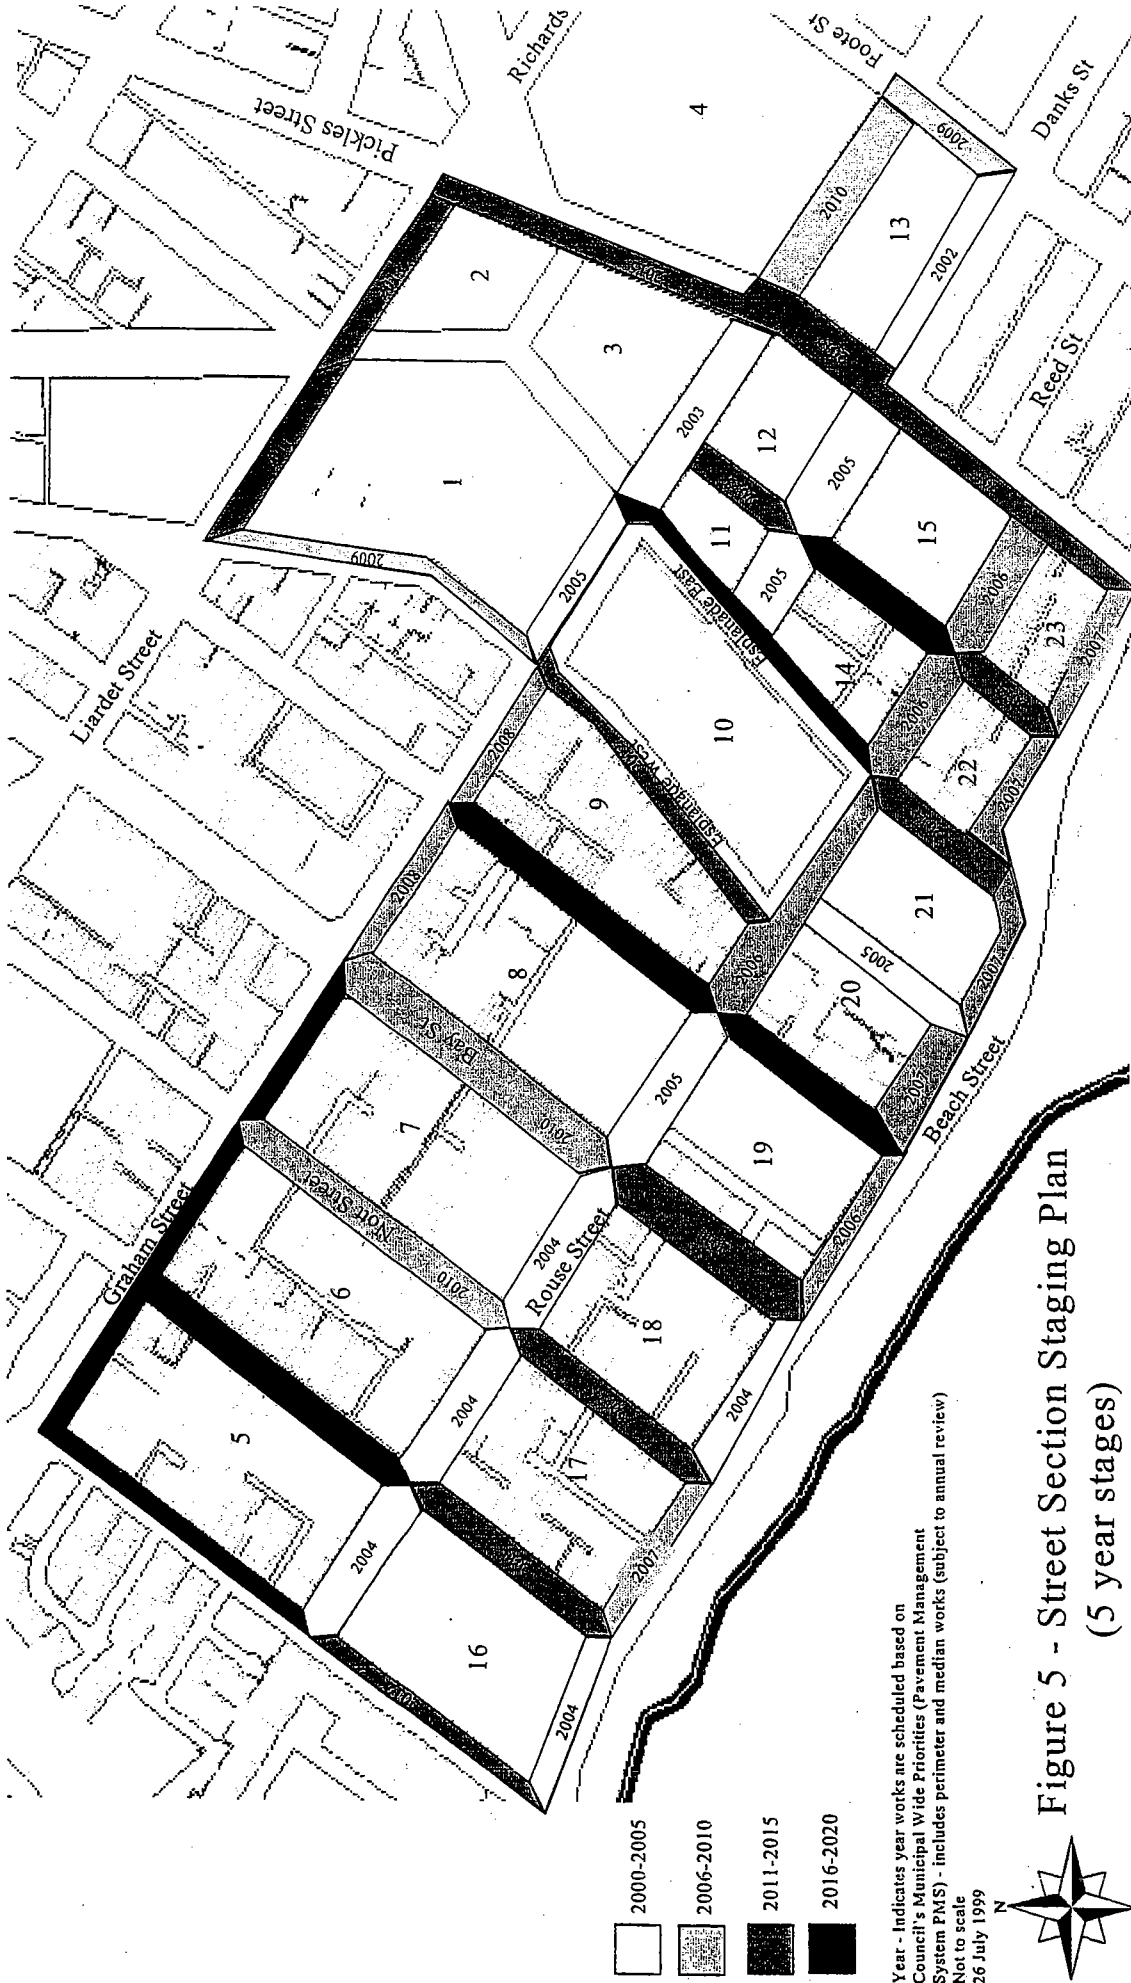 Richards
Foote St
Danks St
Pickles Street
4
2009
2010
13
2002
Reed St
2
3
1
2003
12
2005
15
11
2005
2006
23
2007
2009
2005
Esplanade East
14
2006
22
2007
10
Liardet Street
2008
9
Esplanade West
21
2005
20
2007
2008
8
2006
2007
Bay St
2010
2005
19
Beach Street
2006
7
Nott Street
2010
2004
Rouse Street
18
2004
Graham Street
6
2004
17
2007
5
2004
16
2004
2000-2005
2006-2010
2011-2015
2016-2020
Year - Indicates year works are scheduled based on
Council's Municipal Wide Priorities (Pavement Management
System PMS) - includes perimeter and median works (subject to annual review)
Not to scale
26 July 1999
N
Figure 5 - Street Section Staging Plan
(5 year stages)